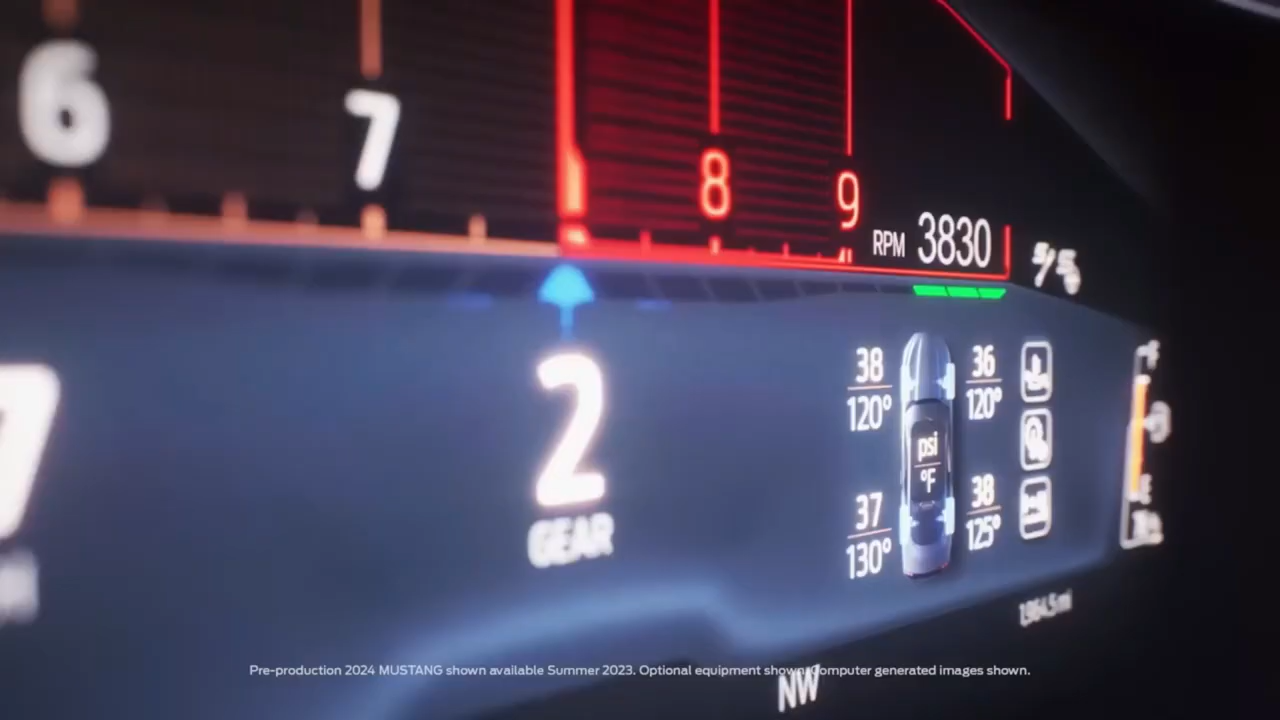 6
7
8
9
RPM 3830
7
2
GEAR
38
120°
36
120°
psi
°F
37
130°
38
125°
F
E
NW
Pre-production 2024 MUSTANG shown available Summer 2023. Optional equipment shown. Computer generated images shown.